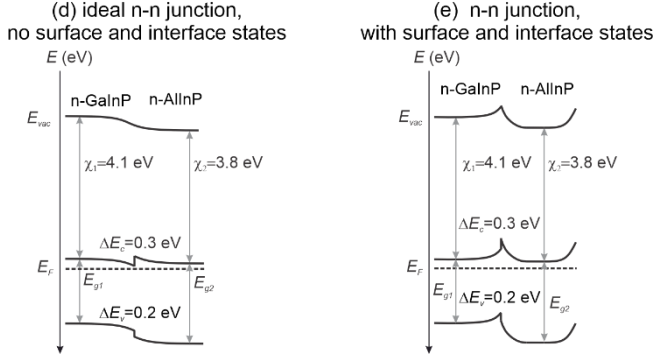 (d) ideal n-n junction,
no surface and interface states
E (eV)
n-GaInP
n-AlInP
Evac
χ₁=4.1 eV
χ₂=3.8 eV
ΔEc=0.3 eV
EF
Eg1
Eg2
ΔEv=0.2 eV
(e) n-n junction,
with surface and interface states
E (eV)
n-GaInP
n-AlInP
Evac
χ₁=4.1 eV
χ₂=3.8 eV
ΔEc=0.3 eV
EF
Eg1
ΔEv=0.2 eV
Eg2